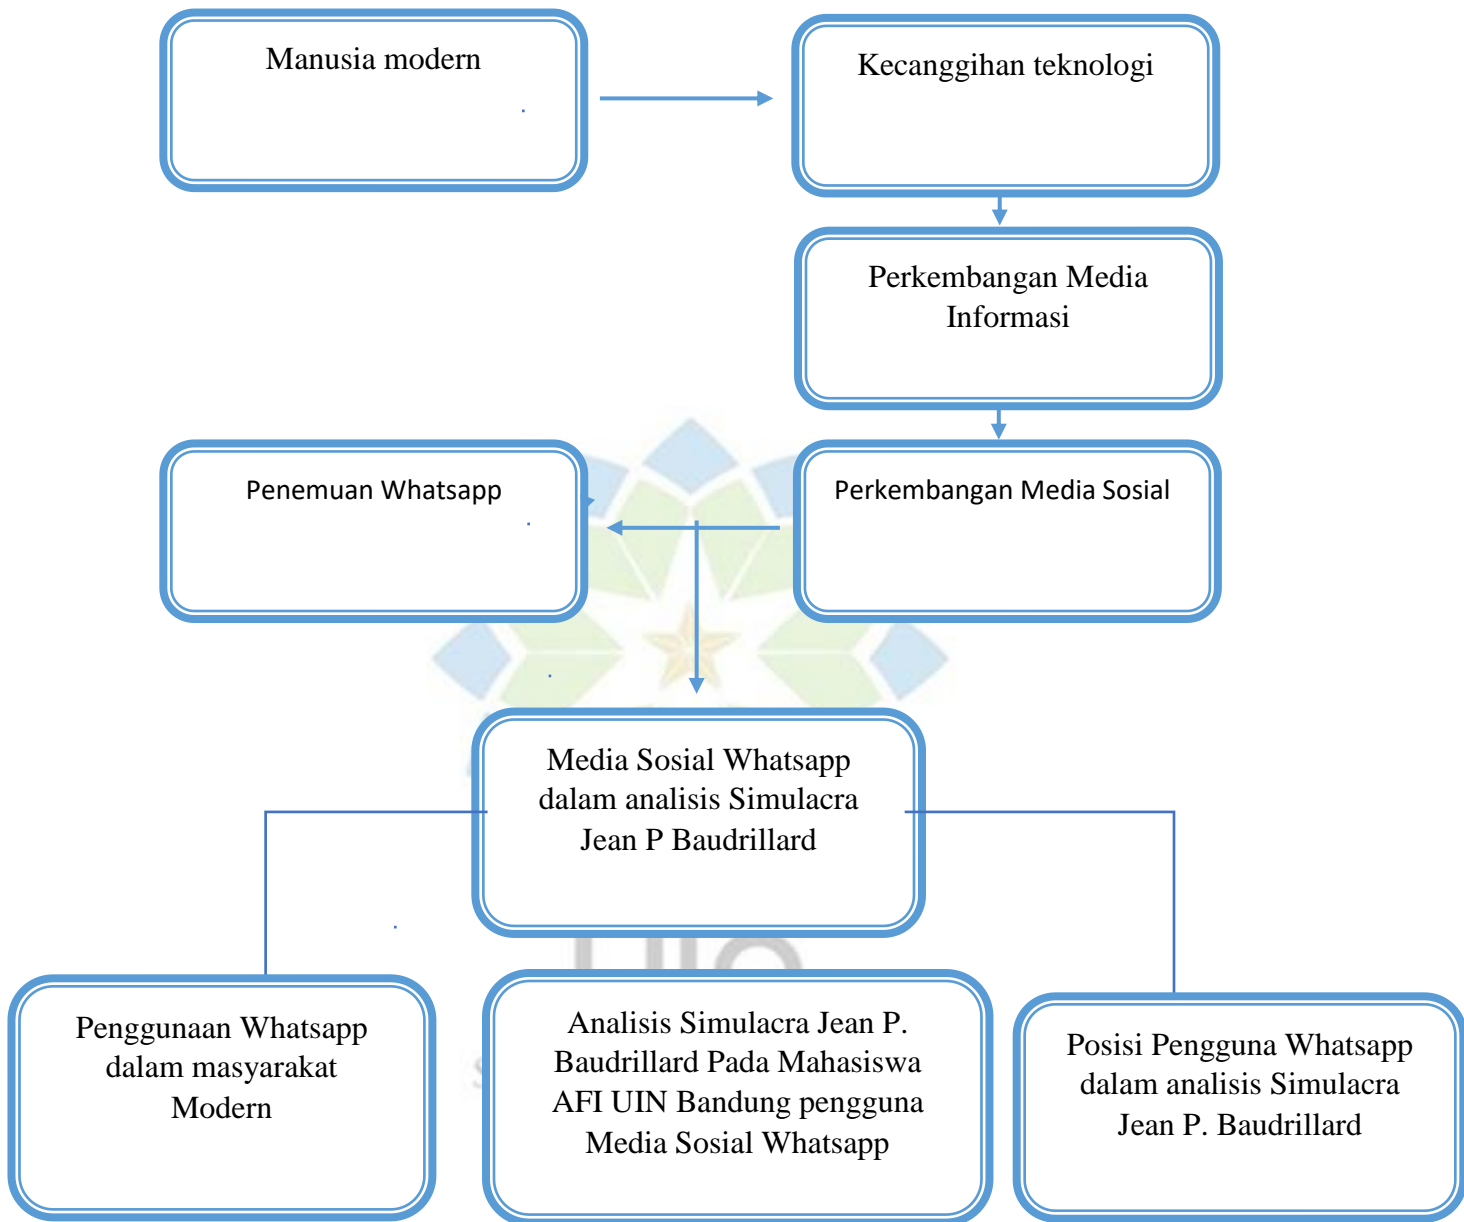 Manusia modern
Kecanggihan teknologi
Perkembangan Media
Informasi
Penemuan Whatsapp
Perkembangan Media Sosial
Media Sosial Whatsapp
dalam analisis Simulacra
Jean P Baudrillard
Penggunaan Whatsapp
dalam masyarakat
Modern
Analisis Simulacra Jean P.
Baudrillard Pada Mahasiswa
AFI UIN Bandung pengguna
Media Sosial Whatsapp
Posisi Pengguna Whatsapp
dalam analisis Simulacra
Jean P. Baudrillard